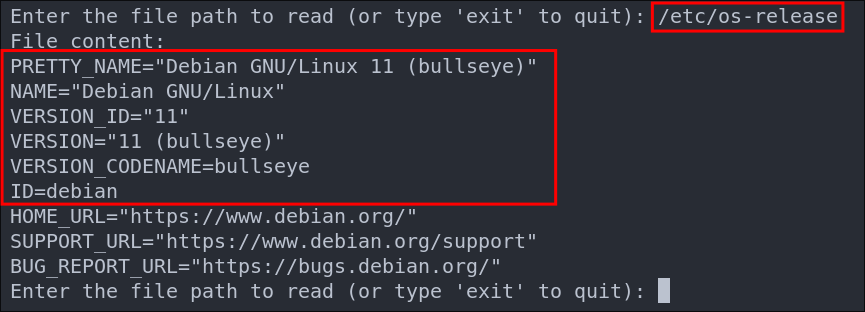 Enter the file path to read (or type 'exit' to quit): /etc/os-release
File content:
PRETTY_NAME="Debian GNU/Linux 11 (bullseye)"
NAME="Debian GNU/Linux"
VERSION_ID="11"
VERSION="11 (bullseye)"
VERSION_CODENAME=bullseye
ID=debian
HOME_URL="https://www.debian.org/"
SUPPORT_URL="https://www.debian.org/support"
BUG_REPORT_URL="https://bugs.debian.org/"
Enter the file path to read (or type 'exit' to quit):